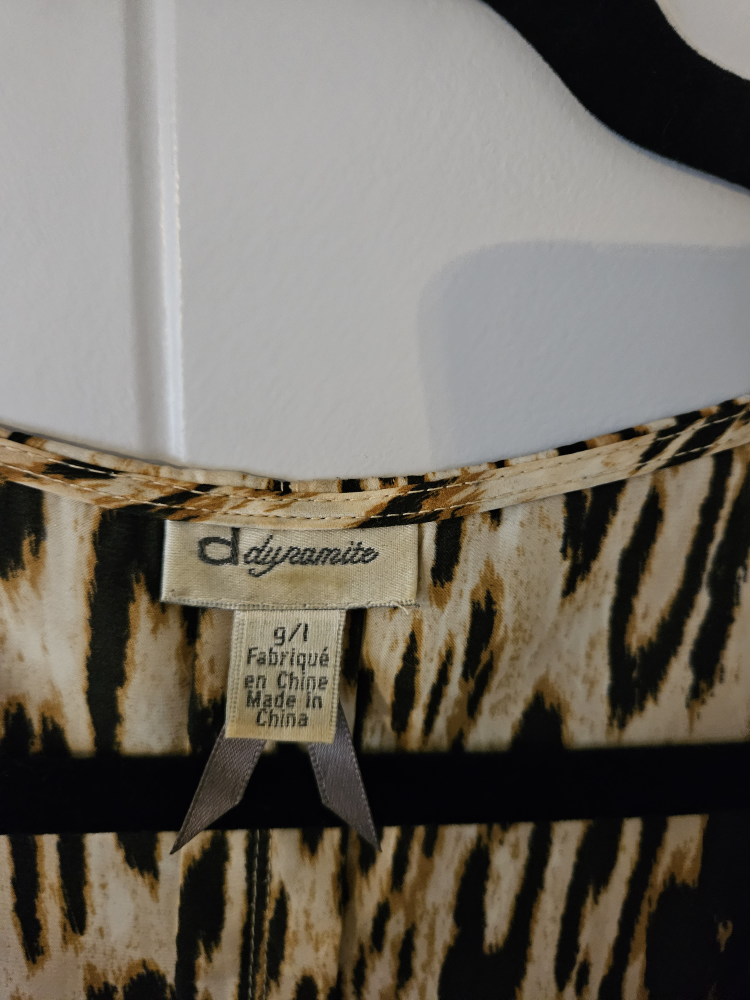 d dynamite
g/l
Fabriqué
en Chine
Made in
China